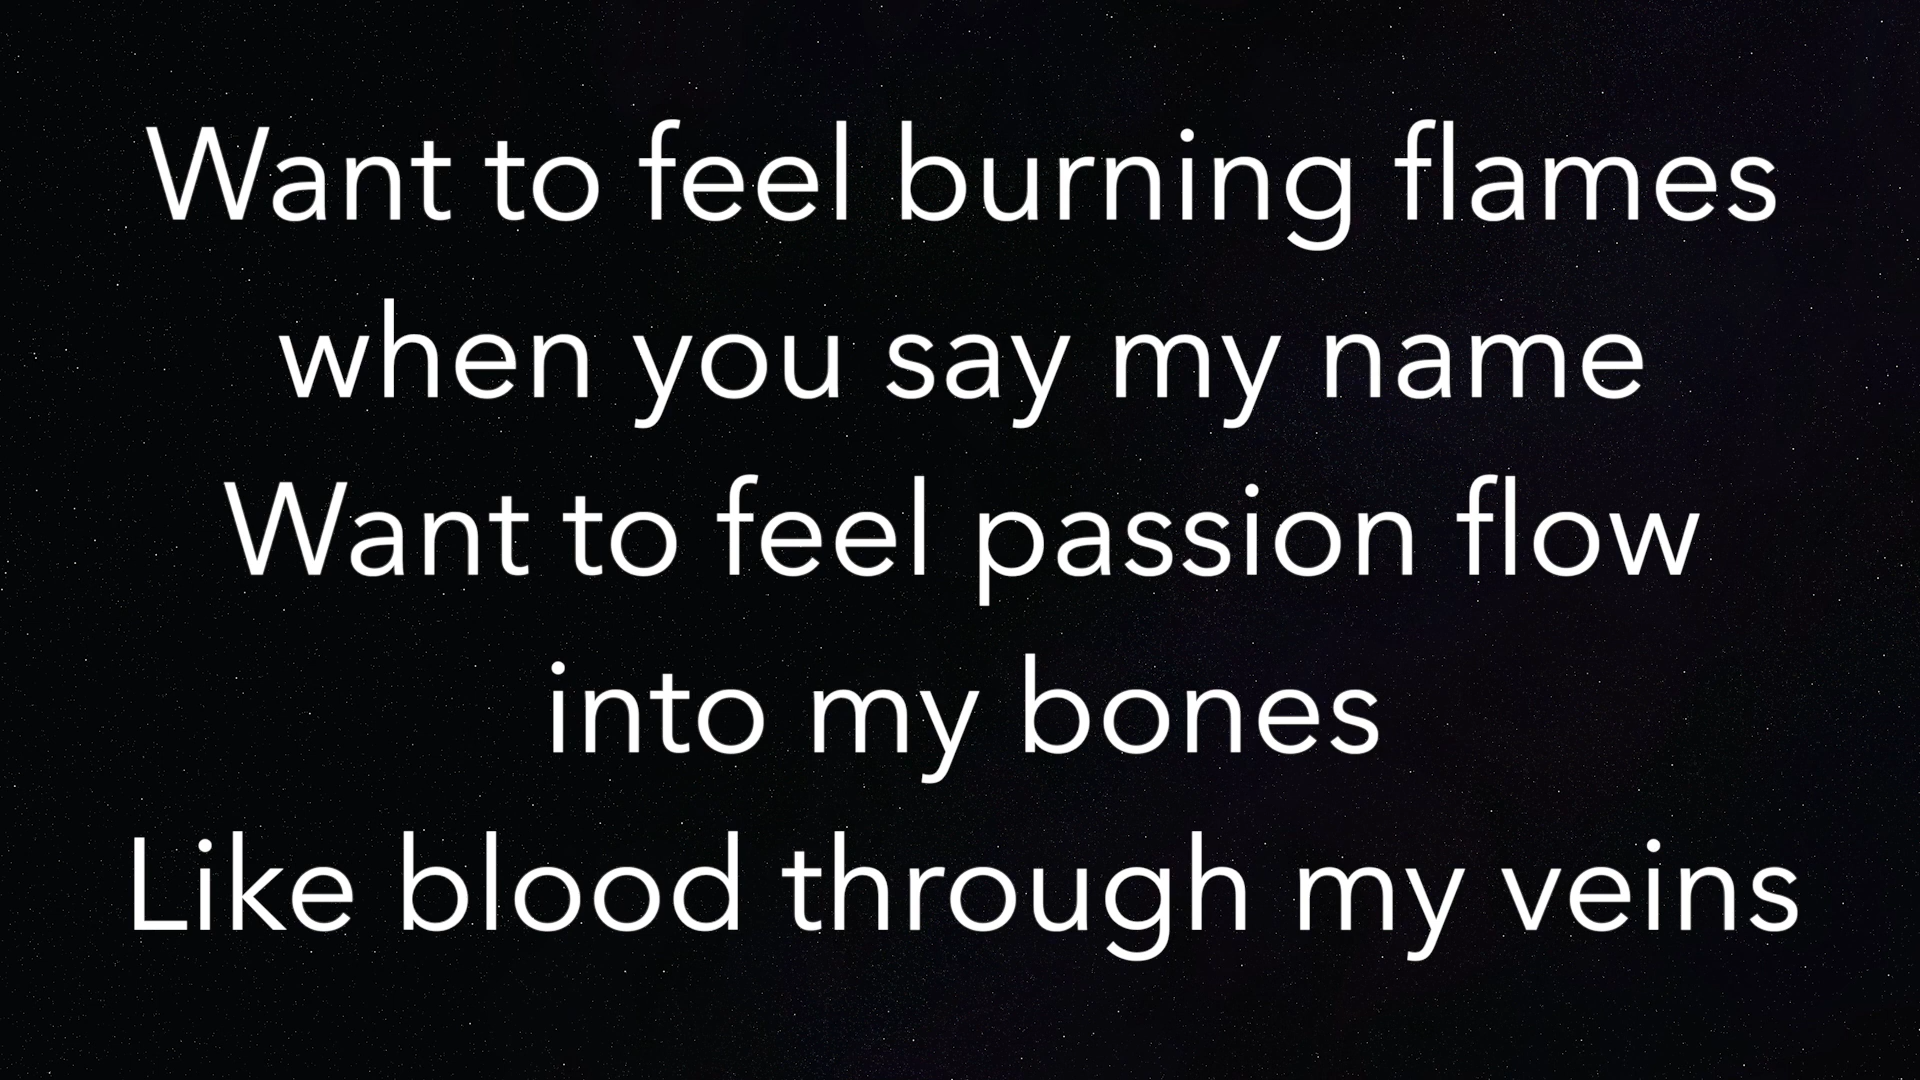 Want to feel burning flames
when you say my name
Want to feel passion flow
into my bones
Like blood through my veins